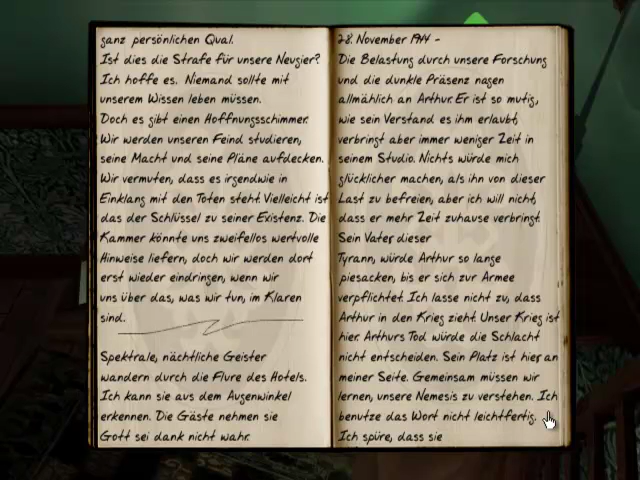 ganz persönlichen Qual.
Ist dies die Strafe für unsere Neugier?
Ich hoffe es. Niemand sollte mit
unserem Wissen leben müssen.
Doch es gibt einen Hoffnungsschimmer.
Wir werden unseren Feind studieren,
seine Macht und seine Pläne aufdecken.
Wir vermuten, dass es irgendwie in
Einklang mit den Toten steht. Vielleicht ist
das der Schlüssel zu seiner Existenz. Die
Kammer könnte uns zweifellos wertvolle
Hinweise liefern, doch wir werden dort
erst wieder eindringen, wenn wir
uns über das, was wir tun, im Klaren
sind.
Spektrale, nächtliche Geister
wandern durch die Flure des Hotels.
Ich kann sie aus dem Augenwinkel
erkennen. Die Gäste nehmen sie
Gott sei dank nicht wahr.
28. November 1944 -
Die Belastung durch unsere Forschung
und die dunkle Präsenz nagen
allmählich an Arthur. Er ist so mutig,
wie sein Verstand es ihm erlaubt,
verbringt aber immer weniger Zeit in
seinem Studio. Nichts würde mich
glücklicher machen, als ihn von dieser
Last zu befreien, aber ich will nicht,
dass er mehr Zeit zuhause verbringt.
Sein Vater, dieser
Tyrann, würde Arthur so lange
piesacken, bis er sich zur Armee
verpflichtet. Ich lasse nicht zu, dass
Arthur in den Krieg zieht. Unser Krieg ist
hier. Arthurs Tod würde die Schlacht
nicht entscheiden. Sein Platz ist hier, an
meiner Seite. Gemeinsam müssen wir
lernen, unsere Nemesis zu verstehen. Ich
benutze das Wort nicht leichtfertig.
Ich spüre, dass sie